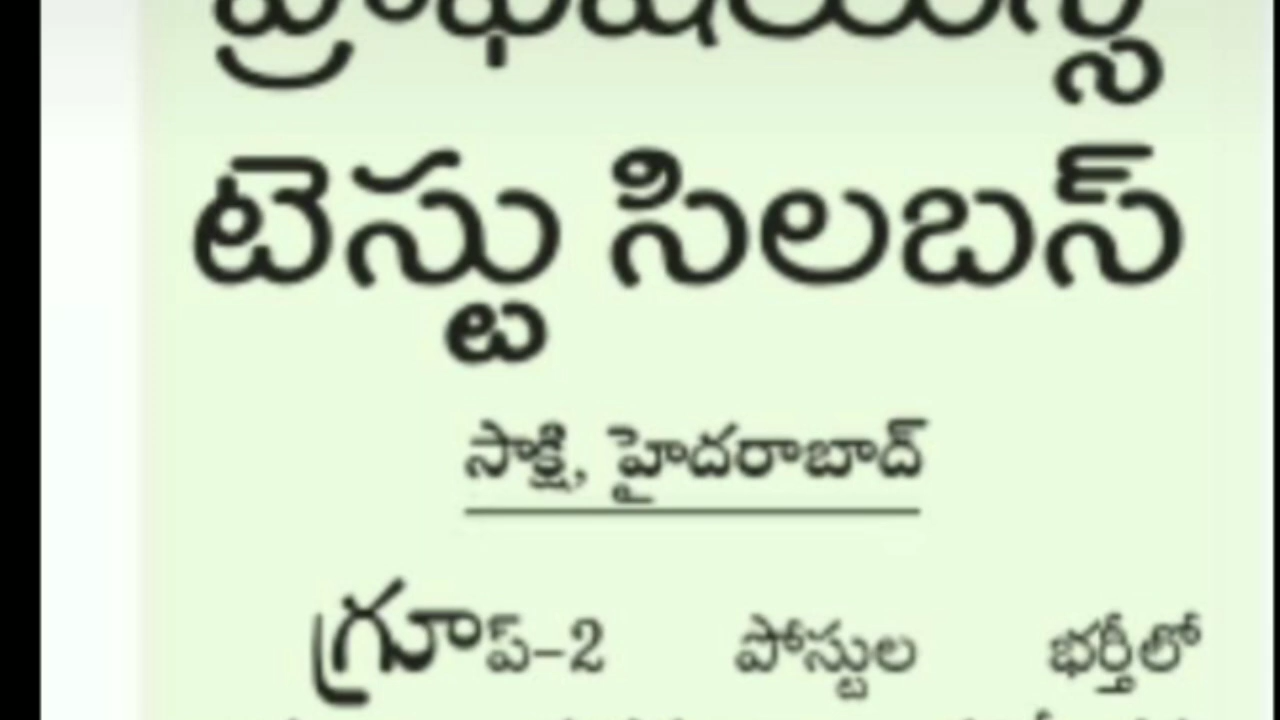 టెస్టు సిలబస్
సాక్షి, హైదరాబాద్
గ్రూప్-2 పోస్టుల భర్తీలో